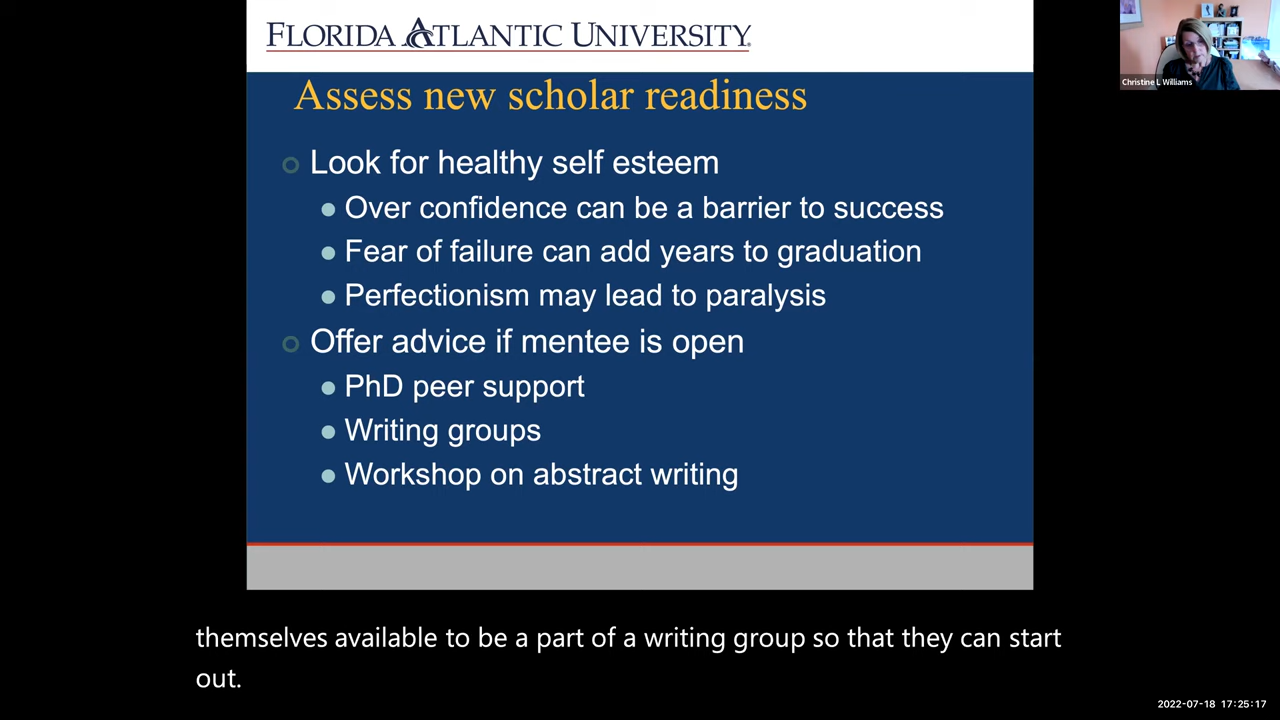 FLORIDA ATLANTIC UNIVERSITY
Assess new scholar readiness
Look for healthy self esteem
Over confidence can be a barrier to success
Fear of failure can add years to graduation
Perfectionism may lead to paralysis
Offer advice if mentee is open
PhD peer support
Writing groups
Workshop on abstract writing
Christine L Williams
themselves available to be a part of a writing group so that they can start
out.
2022-07-18 17:25:17